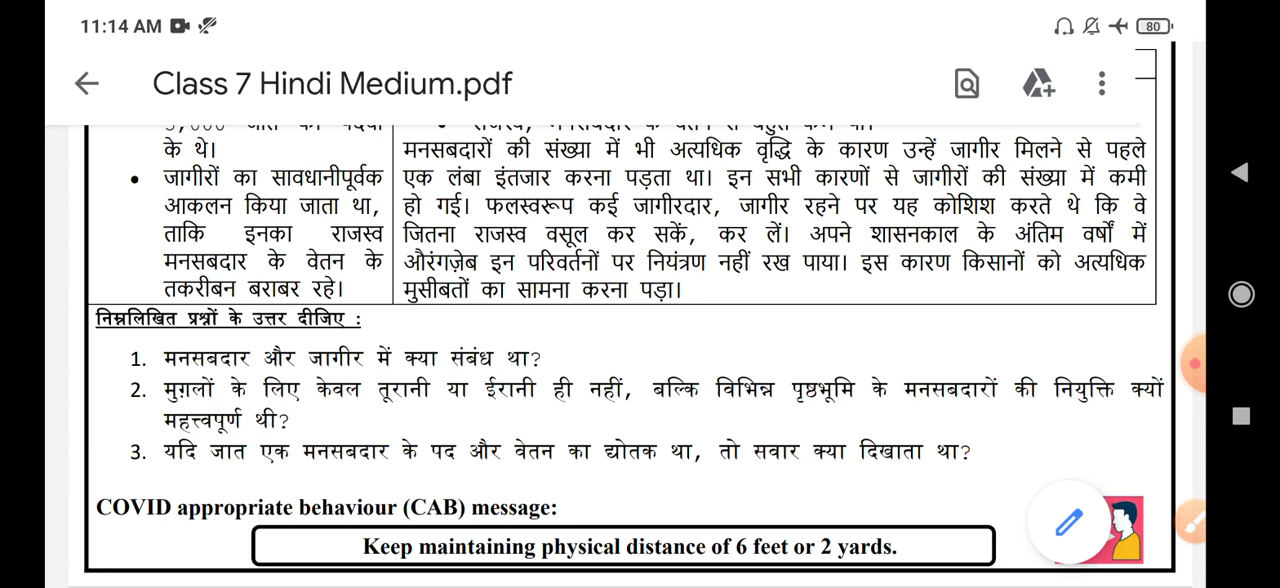 11:14 AM
80
Class 7 Hindi Medium.pdf
के थे।
• जागीरों का सावधानीपूर्वक
आकलन किया जाता था,
ताकि इनका राजस्व
मनसबदार के वेतन के
तकरीबन बराबर रहे।
मनसबदारों की संख्या में भी अत्यधिक वृद्धि के कारण उन्हें जागीर मिलने से पहले
एक लंबा इंतजार करना पड़ता था। इन सभी कारणों से जागीरों की संख्या में कमी
हो गई। फलस्वरूप कई जागीरदार, जागीर रहने पर यह कोशिश करते थे कि वे
जितना राजस्व वसूल कर सकें, कर लें। अपने शासनकाल के अंतिम वर्षों में
औरंगज़ेब इन परिवर्तनों पर नियंत्रण नहीं रख पाया। इस कारण किसानों को अत्यधिक
मुसीबतों का सामना करना पड़ा।
निम्नलिखित प्रश्नों के उत्तर दीजिए :
1. मनसबदार और जागीर में क्या संबंध था?
2. मुग़लों के लिए केवल तूरानी या ईरानी ही नहीं, बल्कि विभिन्न पृष्ठभूमि के मनसबदारों की नियुक्ति क्यों
महत्त्वपूर्ण थी?
3. यदि जात एक मनसबदार के पद और वेतन का द्योतक था, तो सवार क्या दिखाता था?
COVID appropriate behaviour (CAB) message:
Keep maintaining physical distance of 6 feet or 2 yards.